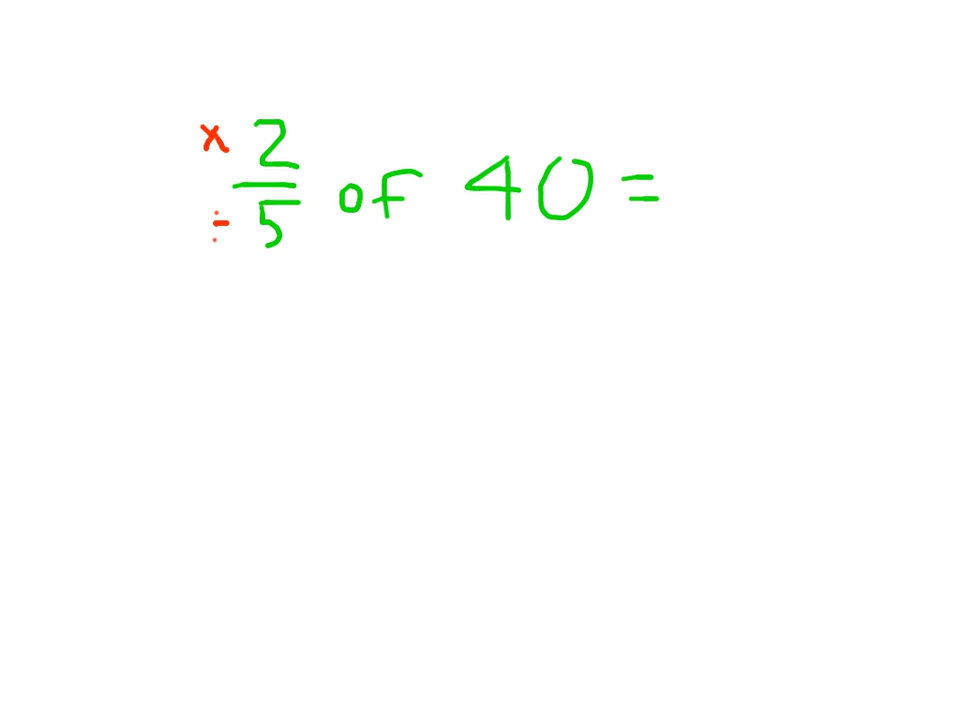 × 2/5 of 40 =
÷